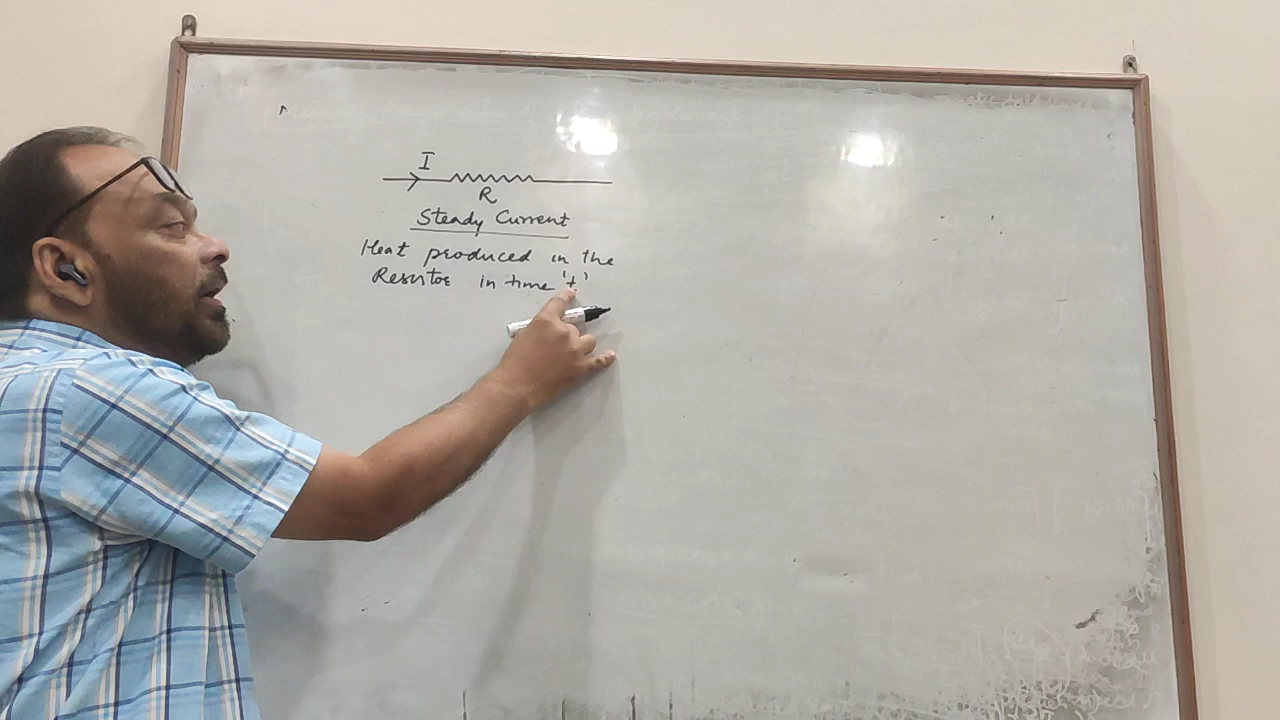 I
R
Steady Current
Heat produced in the
Resistor in time 't'